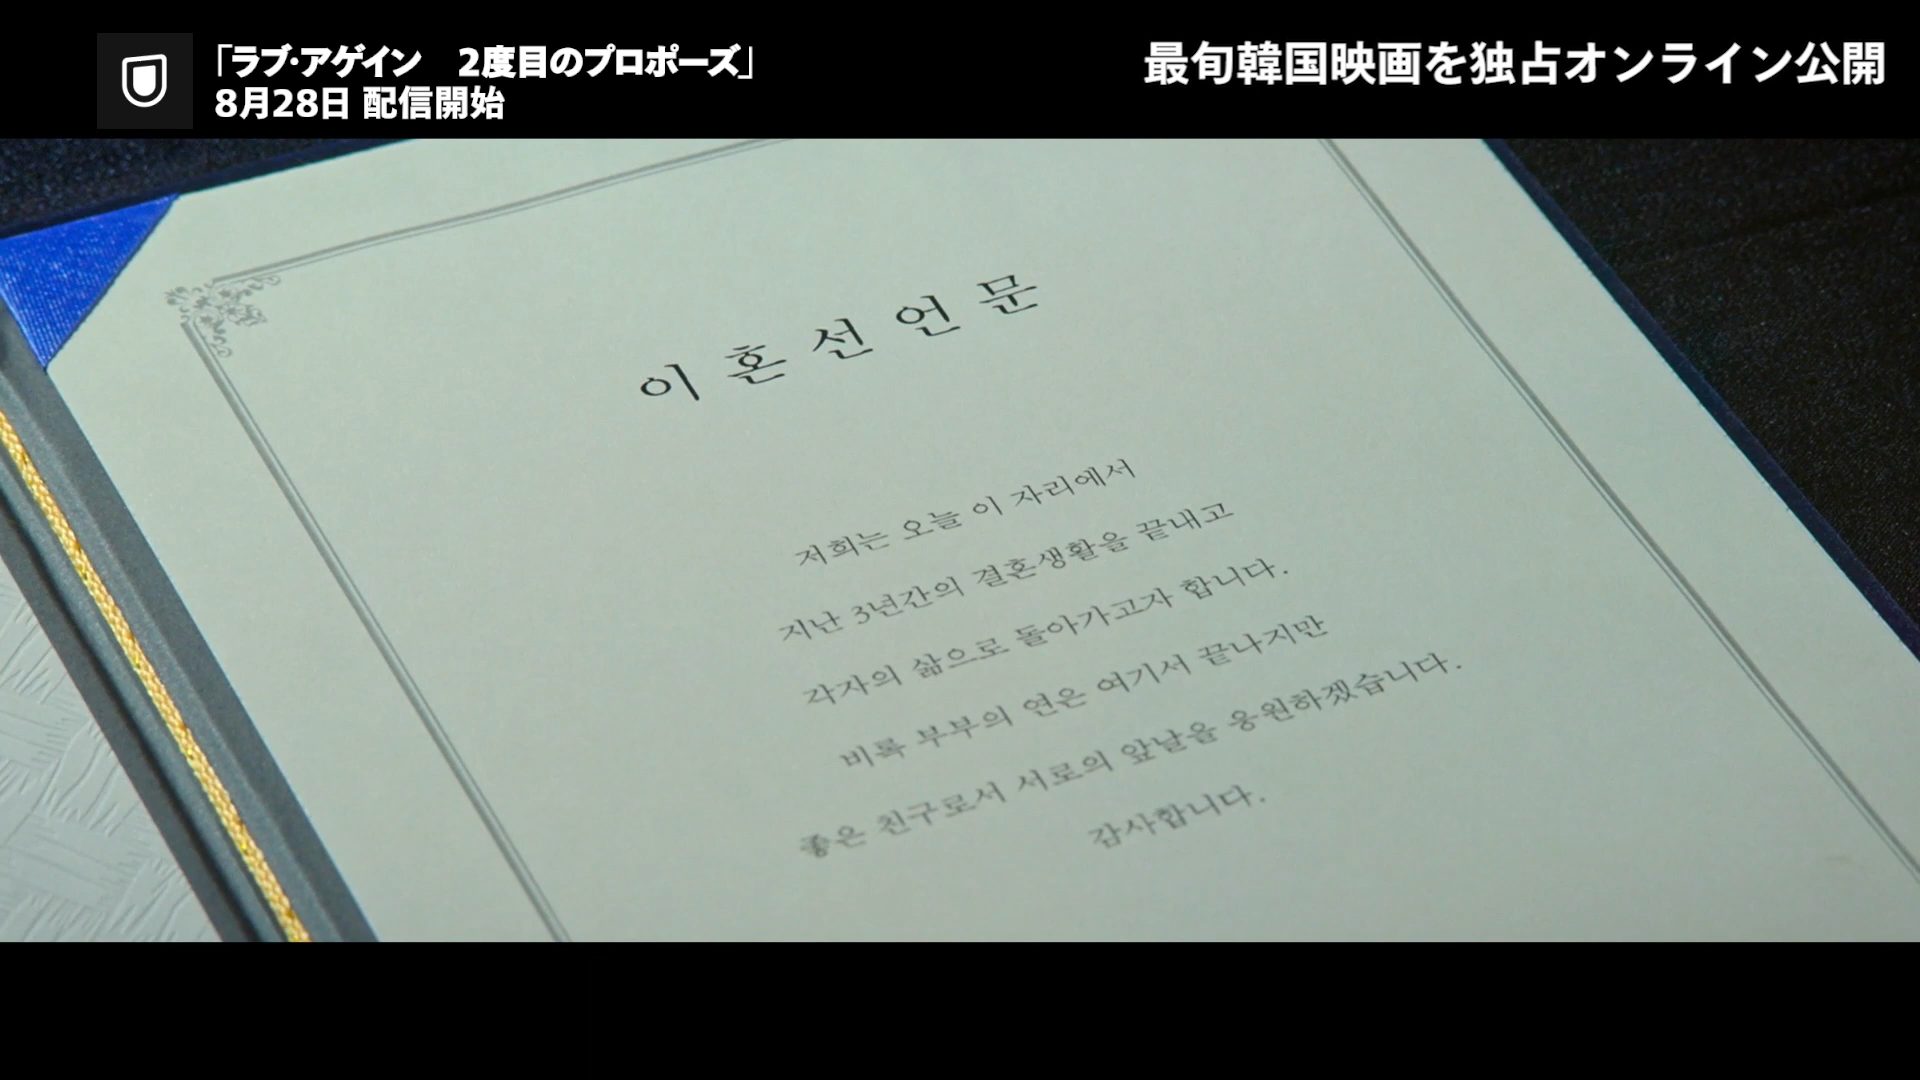 「ラブ・アゲイン　2度目のプロポーズ」
8月28日 配信開始
最旬韓国映画を独占オンライン公開
이 혼 선 언 문
저희는 오늘 이 자리에서
지난 3년간의 결혼생활을 끝내고
각자의 삶으로 돌아가고자 합니다.
비록 부부의 연은 여기서 끝나지만
좋은 친구로서 서로의 앞날을 응원하겠습니다.
감사합니다.